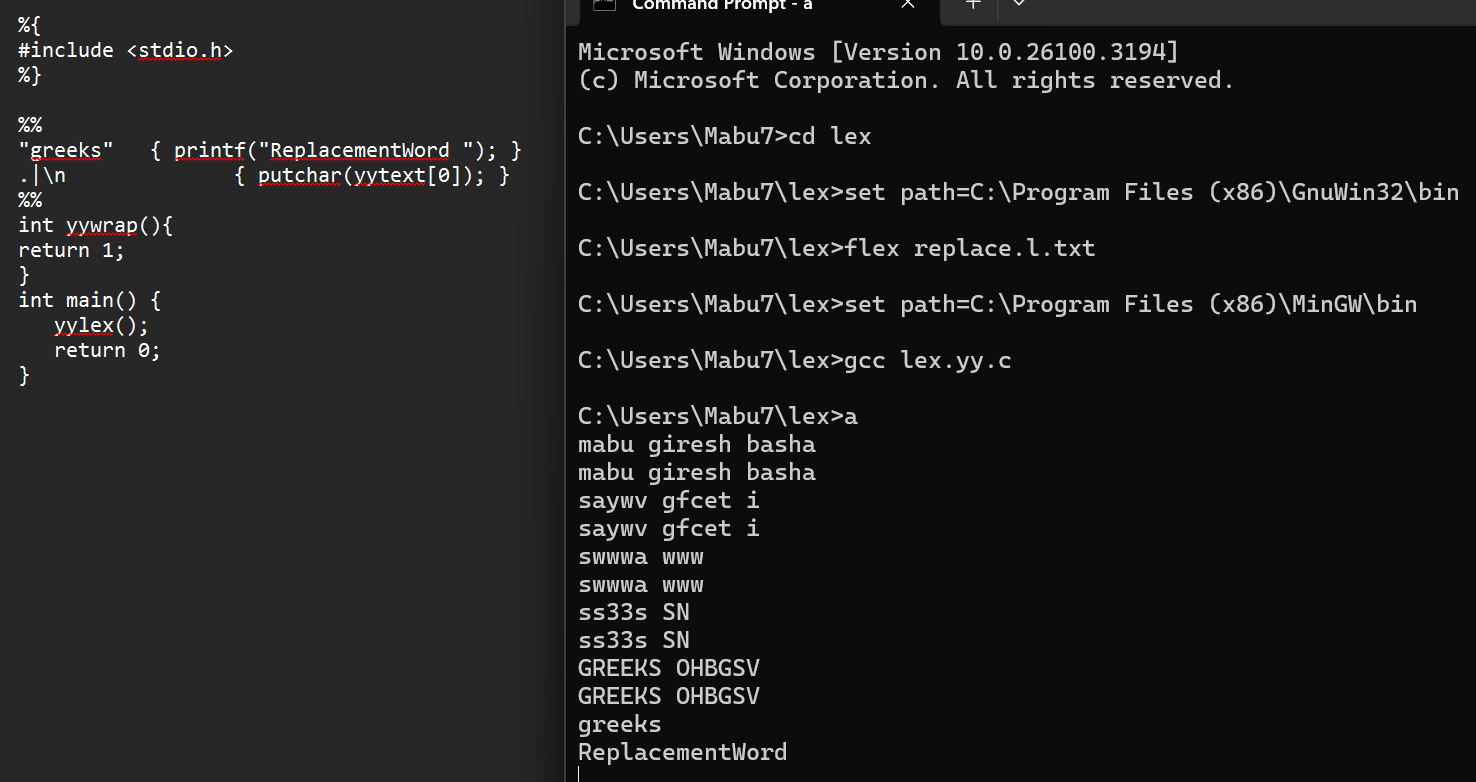 %{
#include <stdio.h>
%}
%%
"greeks"   { printf("ReplacementWord "); }
.|\n              { putchar(yytext[0]); }
%%
int yywrap(){
return 1;
}
int main() {
   yylex();
   return 0;
}
Command Prompt - a
Microsoft Windows [Version 10.0.26100.3194]
(c) Microsoft Corporation. All rights reserved.
C:\Users\Mabu7>cd lex
C:\Users\Mabu7\lex>set path=C:\Program Files (x86)\GnuWin32\bin
C:\Users\Mabu7\lex>flex replace.l.txt
C:\Users\Mabu7\lex>set path=C:\Program Files (x86)\MinGW\bin
C:\Users\Mabu7\lex>gcc lex.yy.c
C:\Users\Mabu7\lex>a
mabu giresh basha
mabu giresh basha
saywv gfcet i
saywv gfcet i
swwwa www
swwwa www
ss33s SN
ss33s SN
GREEKS OHBGSV
GREEKS OHBGSV
greeks
ReplacementWord